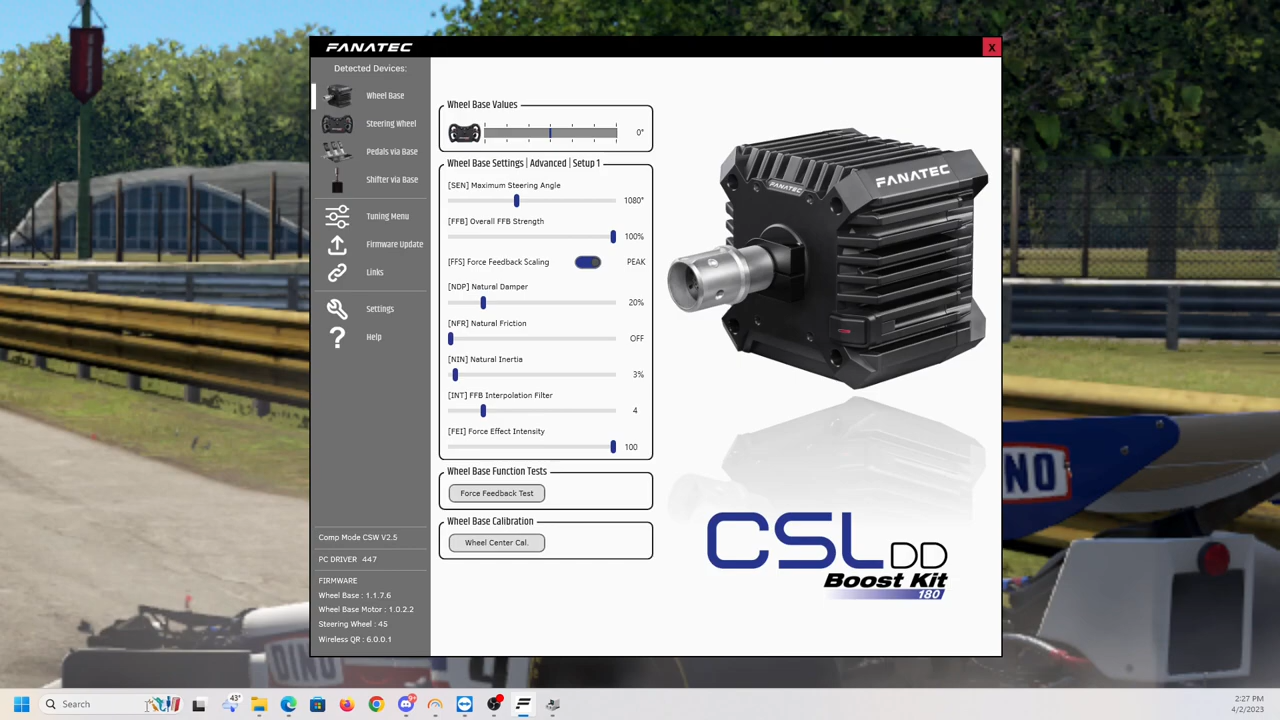 FANATEC
X
Detected Devices:
Wheel Base
Steering Wheel
Pedals via Base
Shifter via Base
Tuning Menu
Firmware Update
Links
Settings
Help
Comp Mode CSW V2.5
PC DRIVER 447
FIRMWARE
Wheel Base : 1.1.7.6
Wheel Base Motor : 1.0.2.2
Steering Wheel : 45
Wireless QR : 6.0.0.1
Wheel Base Values
0°
Wheel Base Settings | Advanced | Setup 1
[SEN] Maximum Steering Angle
1080°
[FFB] Overall FFB Strength
100%
[FFS] Force Feedback Scaling PEAK
[NDP] Natural Damper
20%
[NFR] Natural Friction
OFF
[NIN] Natural Inertia
3%
[INT] FFB Interpolation Filter
4
[FEI] Force Effect Intensity
100
Wheel Base Function Tests
Force Feedback Test
Wheel Base Calibration
Wheel Center Cal.
FANATEC
FANATEC
CSL DD
Boost Kit
180
DINO
DINO
Search
43°
9+
2:27 PM
4/2/2023